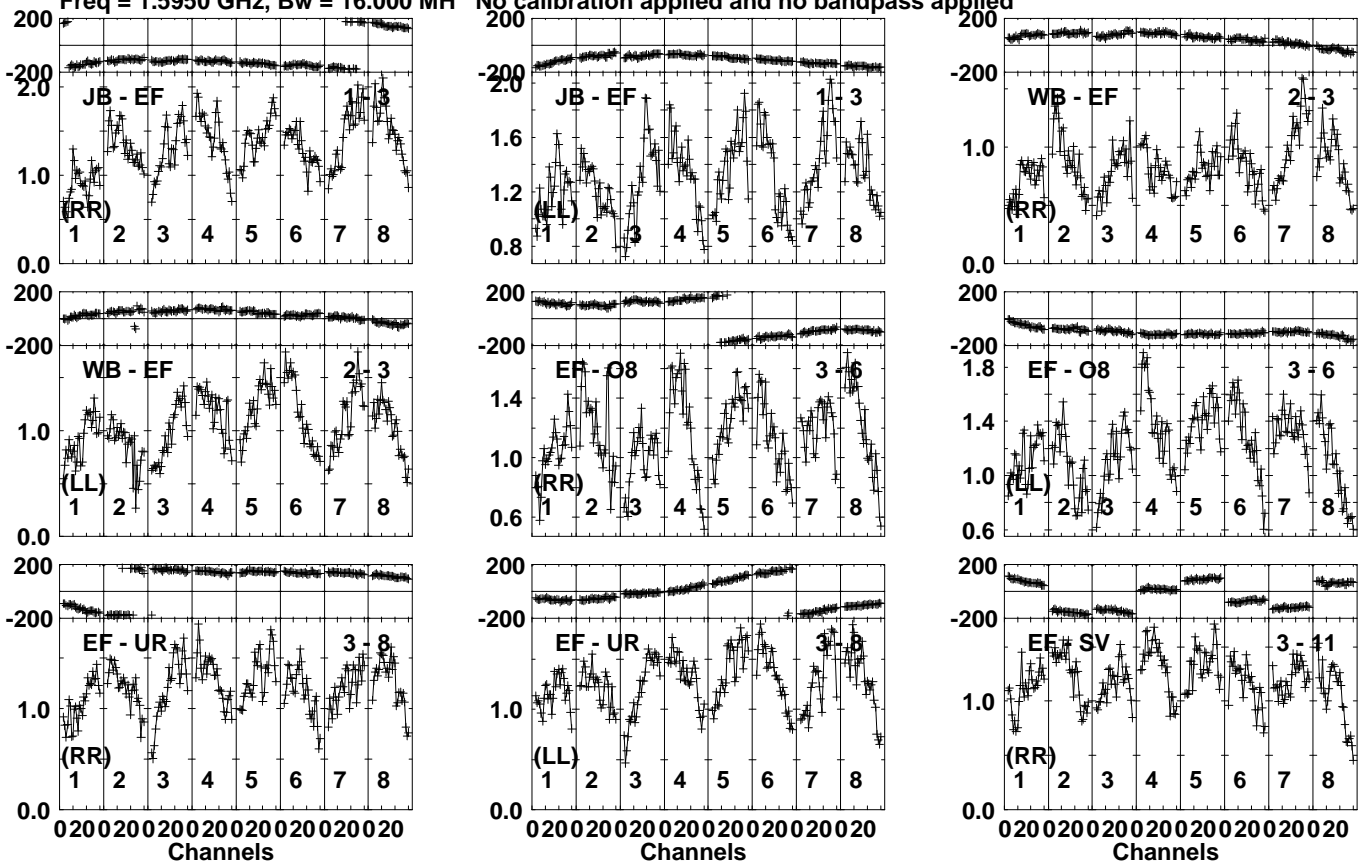 Freq = 1.5950 GHz, Bw = 16.000 MH No calibration applied and no bandpass applied
200
-200
2.0
1.0
0.0
JB - EF
1 - 3
(RR)
1 2 3 4 5 6 7 8
200
-200
2.0
1.6
1.2
0.8
JB - EF
1 - 3
(LL)
1 2 3 4 5 6 7 8
200
-200
1.0
0.0
WB - EF
2 - 3
(RR)
1 2 3 4 5 6 7 8
200
-200
1.0
0.0
WB - EF
2 - 3
(LL)
1 2 3 4 5 6 7 8
200
-200
1.4
1.0
0.6
EF - O8
3 - 6
(RR)
1 2 3 4 5 6 7 8
200
-200
1.8
1.4
1.0
0.6
EF - O8
3 - 6
(LL)
1 2 3 4 5 6 7 8
200
-200
1.0
0.0
EF - UR
3 - 8
(RR)
1 2 3 4 5 6 7 8
0 20 0 20 0 20 0 20 0 20 0 20 0 20 0 20
Channels
200
-200
1.0
0.0
EF - UR
3 - 8
(LL)
1 2 3 4 5 6 7 8
0 20 0 20 0 20 0 20 0 20 0 20 0 20 0 20
Channels
200
-200
1.0
0.0
EF - SV
3 - 11
(RR)
1 2 3 4 5 6 7 8
0 20 0 20 0 20 0 20 0 20 0 20 0 20 0 20
Channels